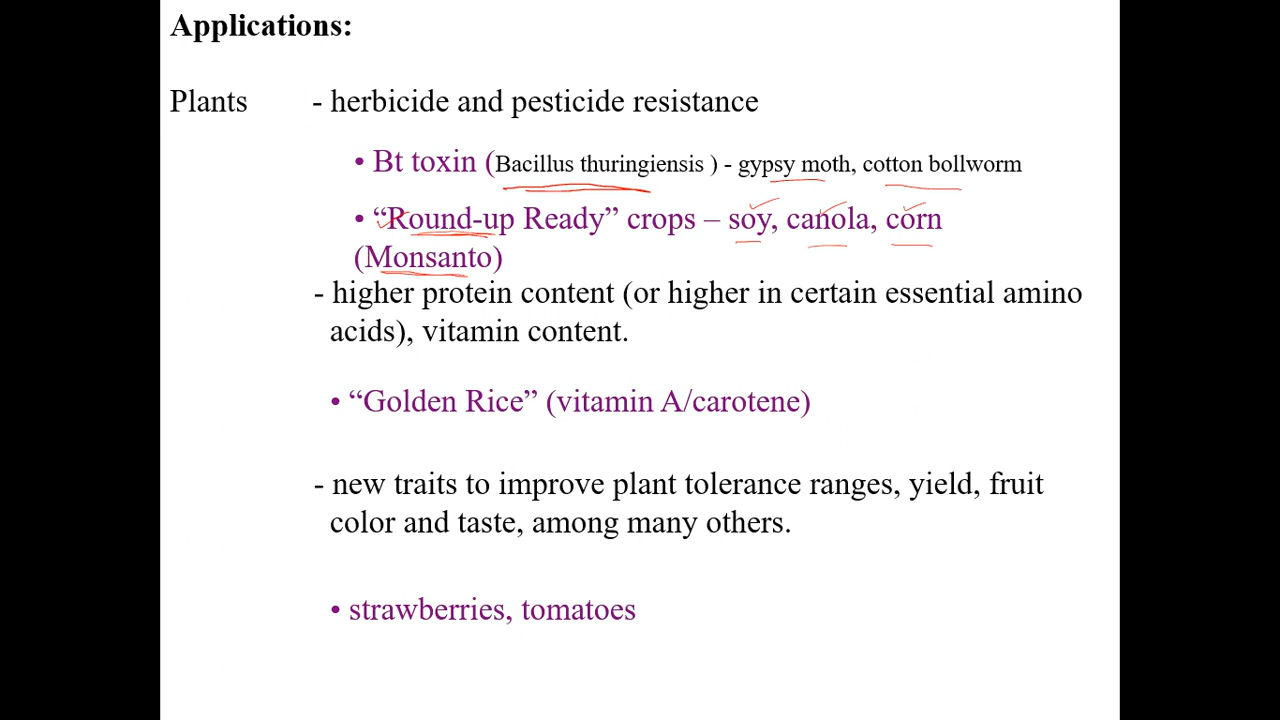 Applications:
Plants - herbicide and pesticide resistance
• Bt toxin (Bacillus thuringiensis ) - gypsy moth, cotton bollworm
• “Round-up Ready” crops – soy, canola, corn
(Monsanto)
- higher protein content (or higher in certain essential amino
acids), vitamin content.
• “Golden Rice” (vitamin A/carotene)
- new traits to improve plant tolerance ranges, yield, fruit
color and taste, among many others.
• strawberries, tomatoes